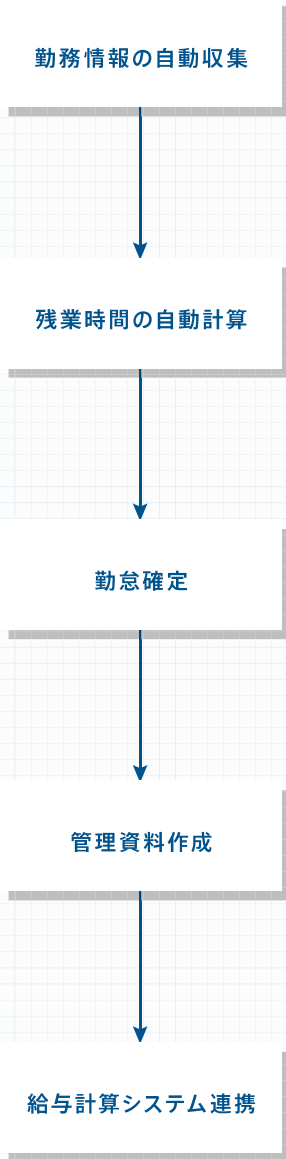 勤務情報の自動収集
残業時間の自動計算
勤怠確定
管理資料作成
給与計算システム連携